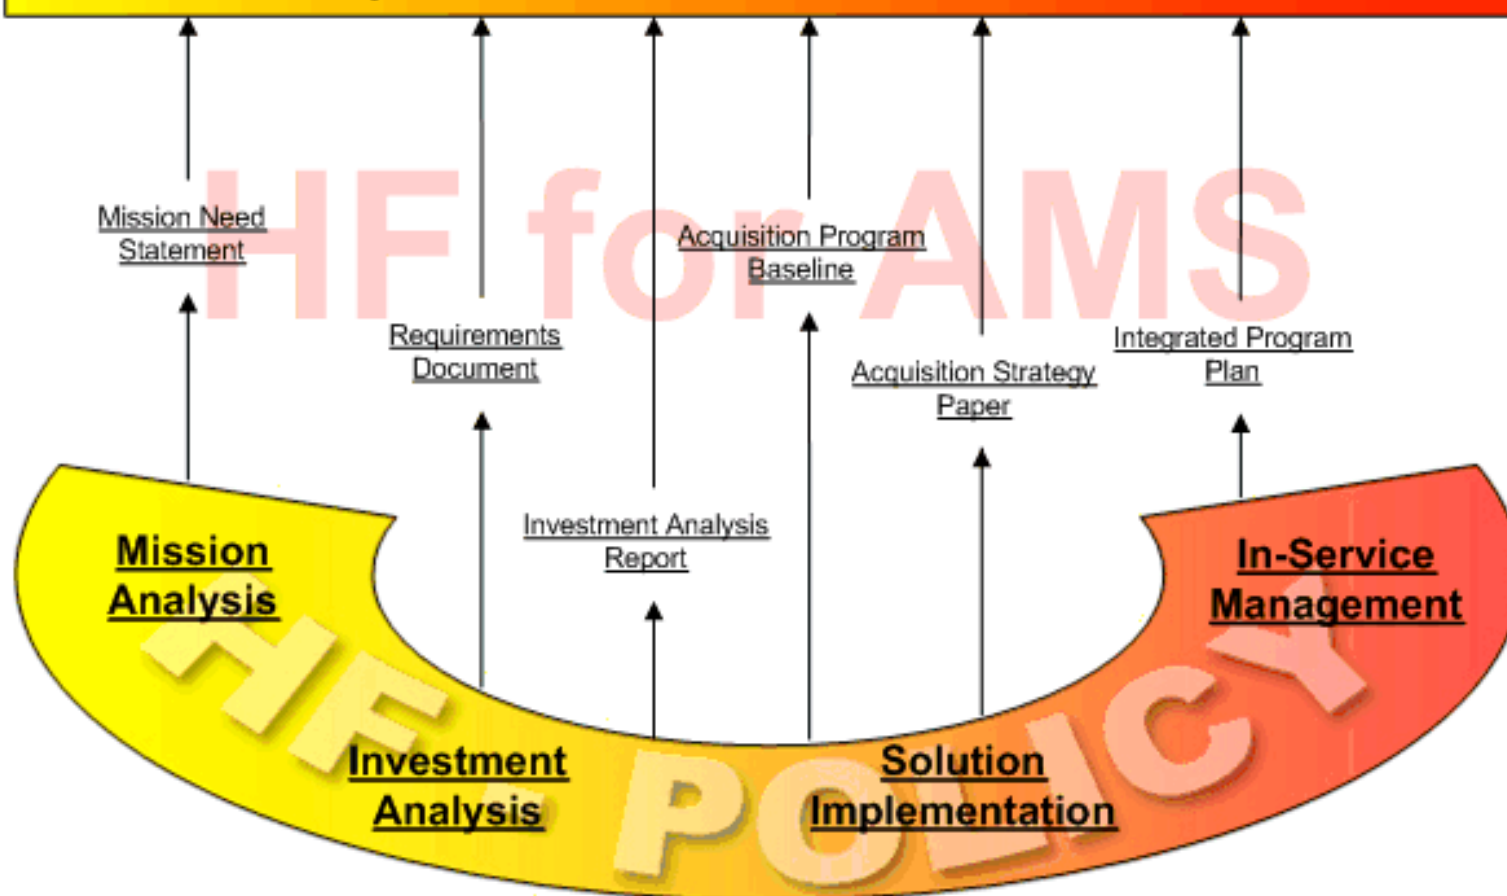 HF for AMS
Mission Need
Statement
Acquisition Program
Baseline
Requirements
Document
Integrated Program
Plan
Acquisition Strategy
Paper
Investment Analysis
Report
Mission
Analysis
In-Service
Management
Investment
Analysis
Solution
Implementation
HF - POLICY